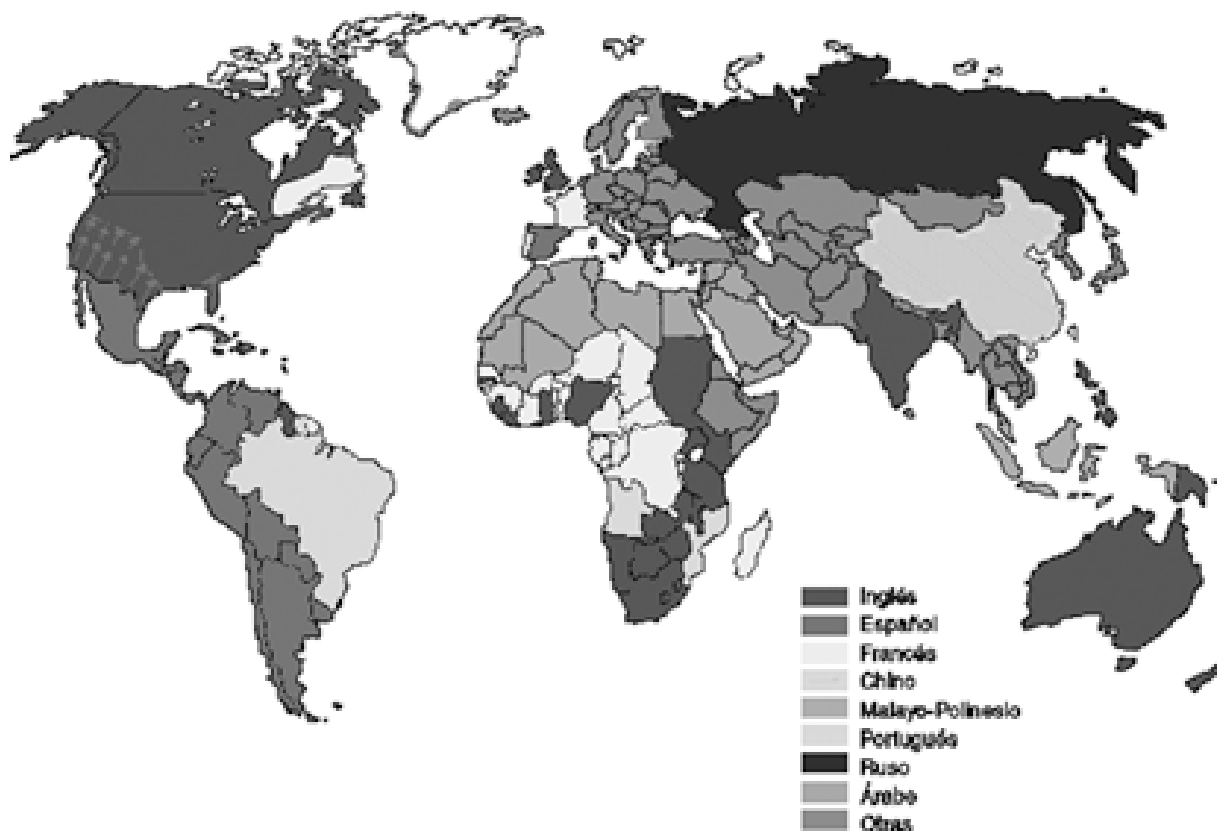 Inglés
Español
Francés
Chino
Malayo-Polinesio
Portugués
Ruso
Árabe
Otras